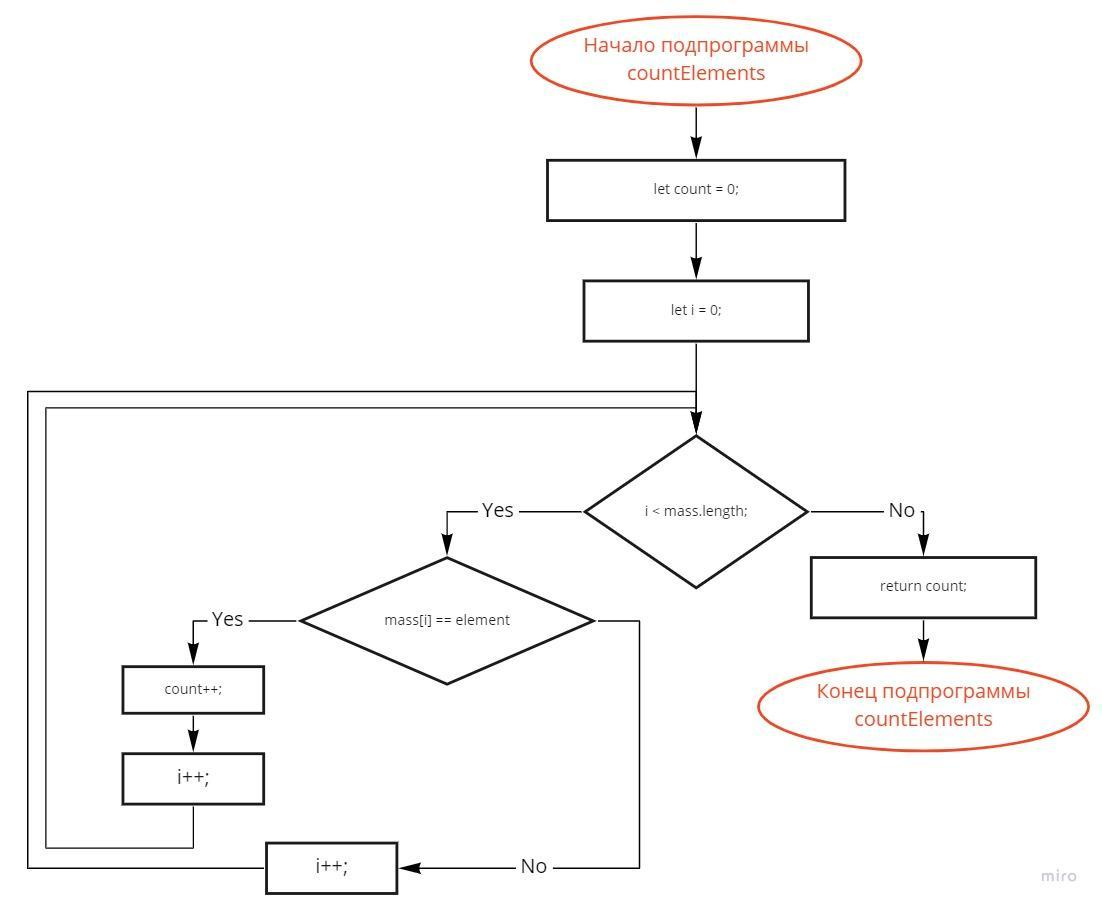 Начало подпрограммы
countElements
let count = 0;
let i = 0;
i < mass.length;
Yes
No
mass[i] == element
return count;
Yes
count++;
Конец подпрограммы
countElements
i++;
i++;
No
miro